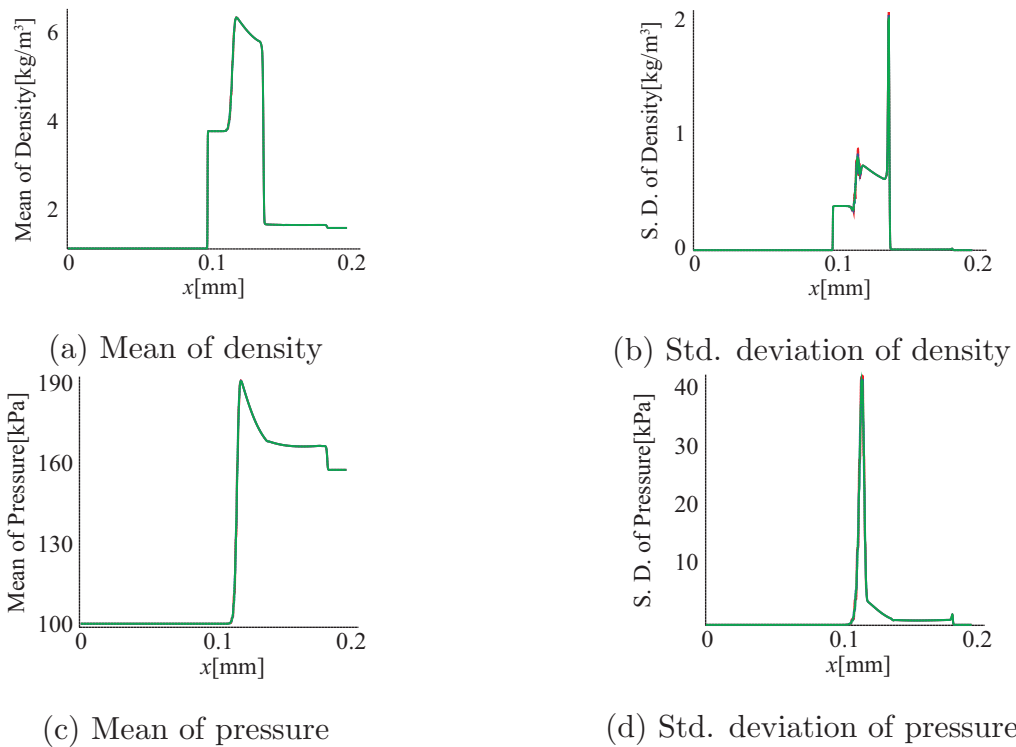 Mean of Density[kg/m³]
6
4
2
0
0.1
0.2
x[mm]
(a) Mean of density
S. D. of Density[kg/m³]
2
1
0
0
0.1
0.2
x[mm]
(b) Std. deviation of density
Mean of Pressure[kPa]
190
160
130
100
0
0.1
0.2
x[mm]
(c) Mean of pressure
S. D. of Pressure[kPa]
40
30
20
10
0
0.1
0.2
x[mm]
(d) Std. deviation of pressure